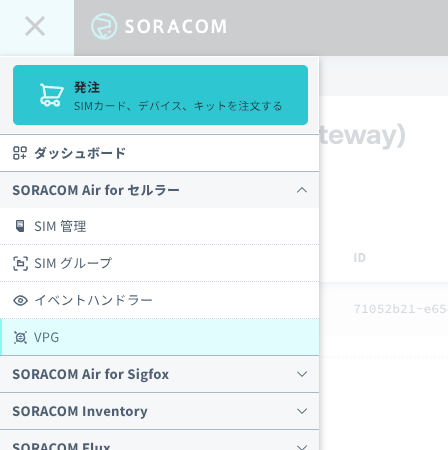 SORACOM
発注
SIMカード、デバイス、キットを注文する
teway)
ダッシュボード
SORACOM Air for セルラー
SIM 管理
ID
SIM グループ
イベントハンドラー
71052b21-e65
VPG
SORACOM Air for Sigfox
SORACOM Inventory
SORACOM Flux